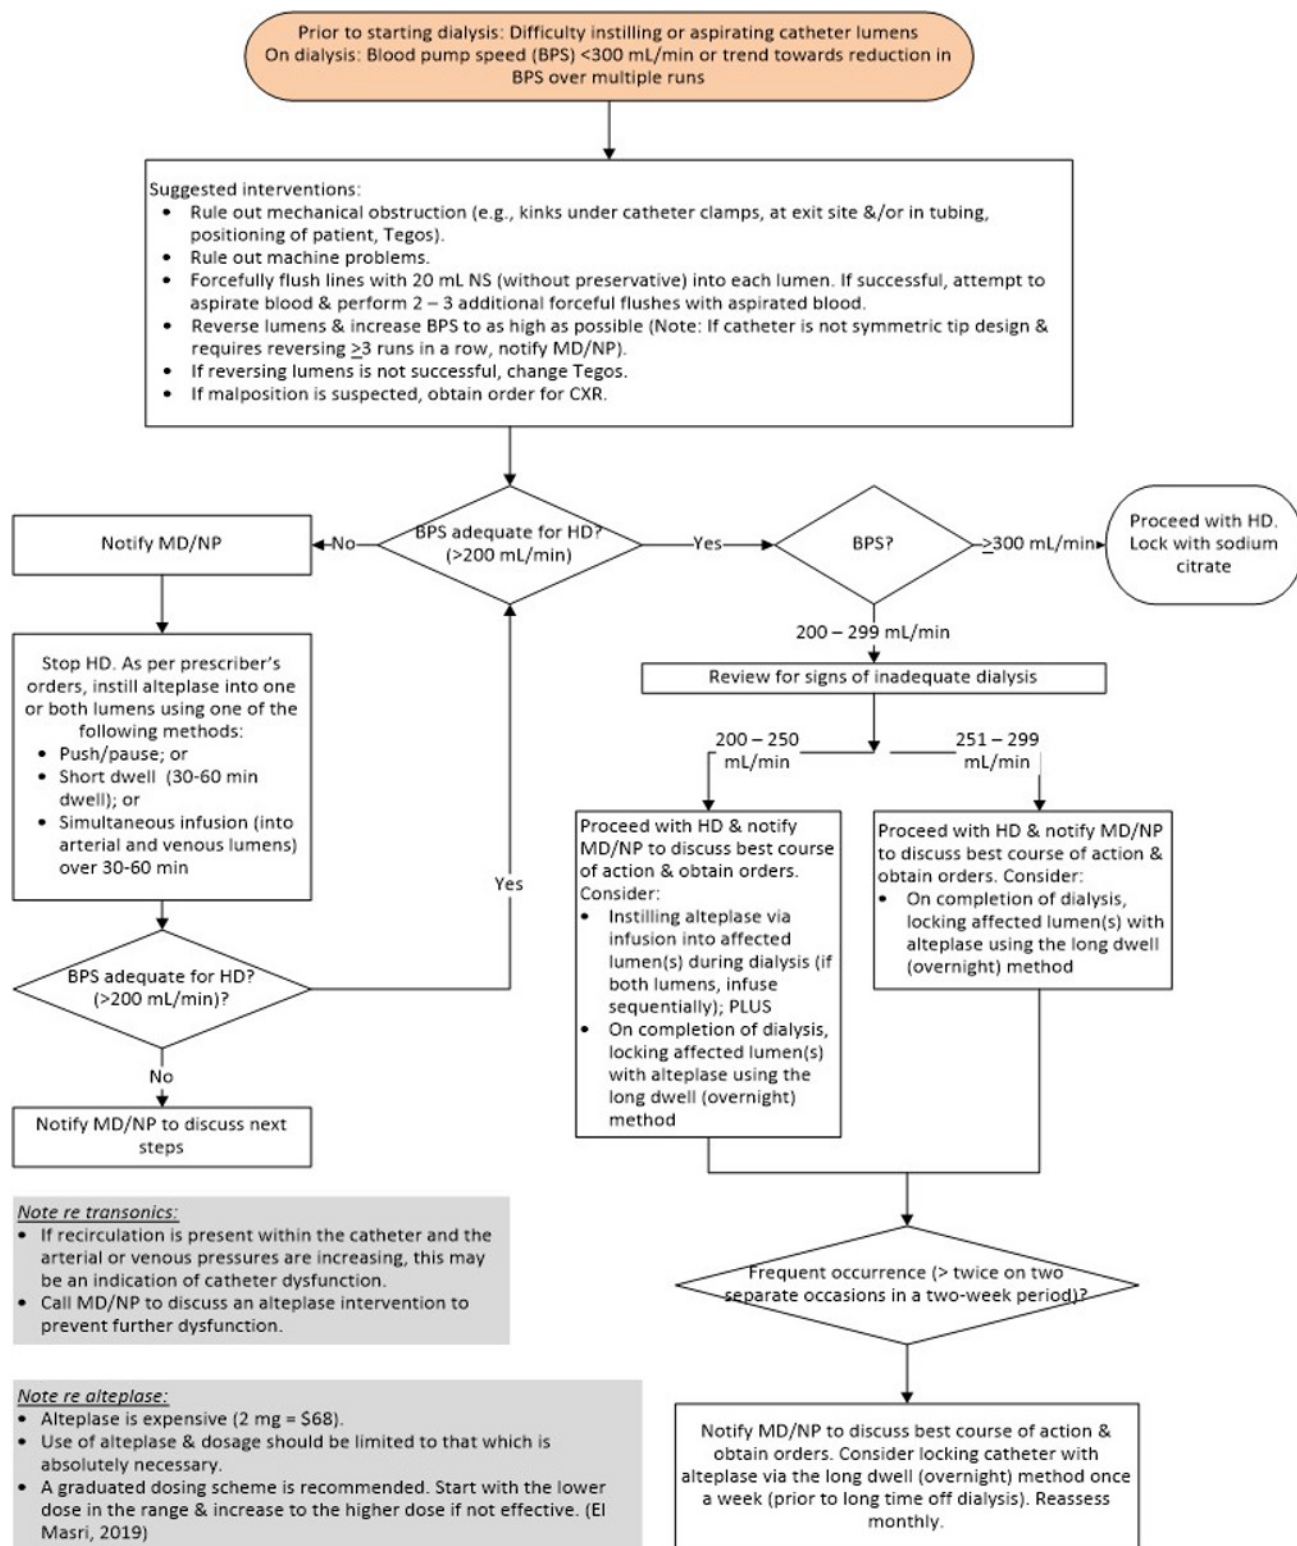 Prior to starting dialysis: Difficulty instilling or aspirating catheter lumens
On dialysis: Blood pump speed (BPS) <300 mL/min or trend towards reduction in
BPS over multiple runs
Suggested interventions:
• Rule out mechanical obstruction (e.g., kinks under catheter clamps, at exit site &/or in tubing,
positioning of patient, Tegos).
• Rule out machine problems.
• Forcefully flush lines with 20 mL NS (without preservative) into each lumen. If successful, attempt to
aspirate blood & perform 2 – 3 additional forceful flushes with aspirated blood.
• Reverse lumens & increase BPS to as high as possible (Note: If catheter is not symmetric tip design &
requires reversing ≥3 runs in a row, notify MD/NP).
• If reversing lumens is not successful, change Tegos.
• If malposition is suspected, obtain order for CXR.
Notify MD/NP
No
BPS adequate for HD?
(>200 mL/min)
Yes
BPS?
≥300 mL/min
Proceed with HD.
Lock with sodium
citrate
200 – 299 mL/min
Review for signs of inadequate dialysis
Stop HD. As per prescriber's
orders, instill alteplase into one
or both lumens using one of the
following methods:
• Push/pause; or
• Short dwell (30-60 min
dwell); or
• Simultaneous infusion (into
arterial and venous lumens)
over 30-60 min
200 – 250
mL/min
251 – 299
mL/min
Proceed with HD & notify
MD/NP to discuss best course
of action & obtain orders.
Consider:
• Instilling alteplase via
infusion into affected
lumen(s) during dialysis (if
both lumens, infuse
sequentially); PLUS
• On completion of dialysis,
locking affected lumen(s)
with alteplase using the
long dwell (overnight)
method
Proceed with HD & notify MD/NP
to discuss best course of action &
obtain orders. Consider:
• On completion of dialysis,
locking affected lumen(s) with
alteplase using the long dwell
(overnight) method
Yes
BPS adequate for HD?
(>200 mL/min)?
No
Notify MD/NP to discuss next
steps
Note re transonics:
• If recirculation is present within the catheter and the
arterial or venous pressures are increasing, this may
be an indication of catheter dysfunction.
• Call MD/NP to discuss an alteplase intervention to
prevent further dysfunction.
Frequent occurrence (> twice on two
separate occasions in a two-week period)?
Note re alteplase:
• Alteplase is expensive (2 mg = $68).
• Use of alteplase & dosage should be limited to that which is
absolutely necessary.
• A graduated dosing scheme is recommended. Start with the lower
dose in the range & increase to the higher dose if not effective. (El
Masri, 2019)
Notify MD/NP to discuss best course of action &
obtain orders. Consider locking catheter with
alteplase via the long dwell (overnight) method once
a week (prior to long time off dialysis). Reassess
monthly.